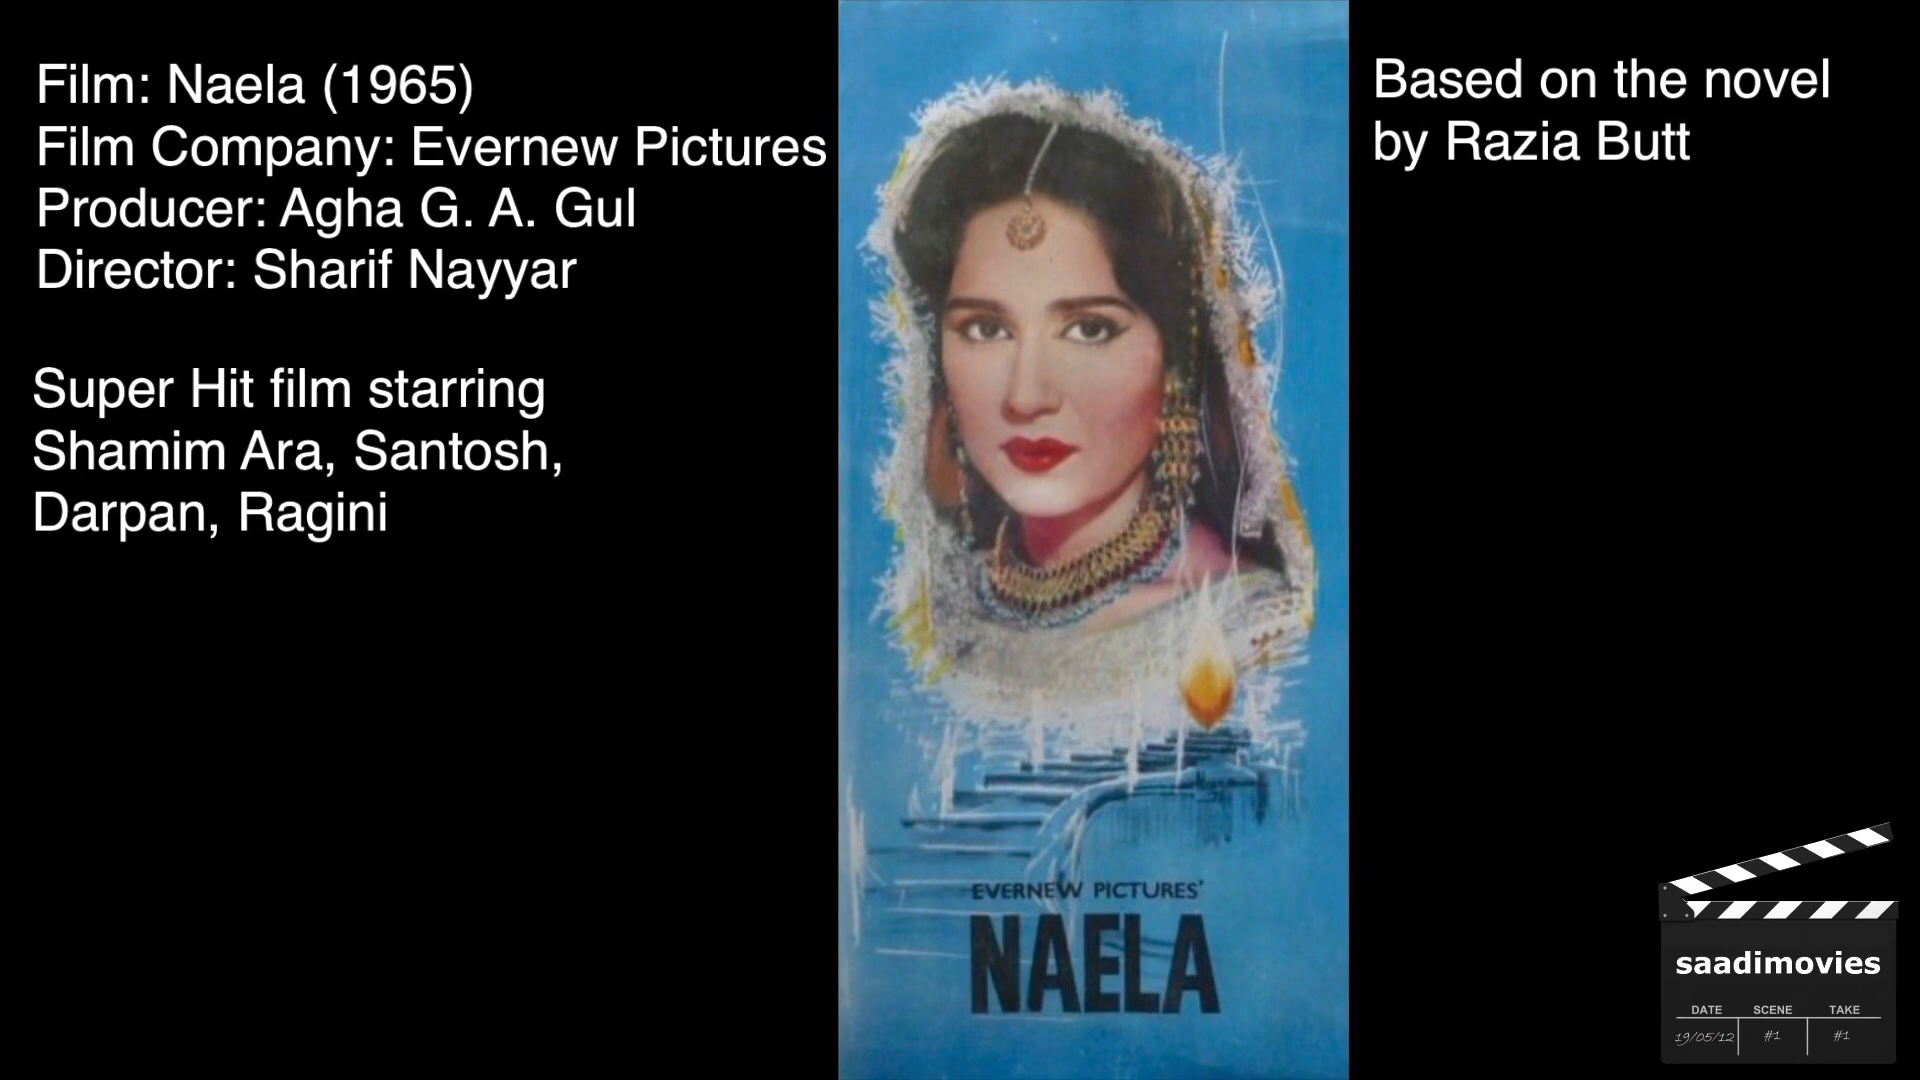 Film: Naela (1965)
Film Company: Evernew Pictures
Producer: Agha G. A. Gul
Director: Sharif Nayyar
Super Hit film starring
Shamim Ara, Santosh,
Darpan, Ragini
Based on the novel
by Razia Butt
EVERNEW PICTURES'
NAELA
saadimovies
DATE SCENE TAKE
19/05/12 #1 #1